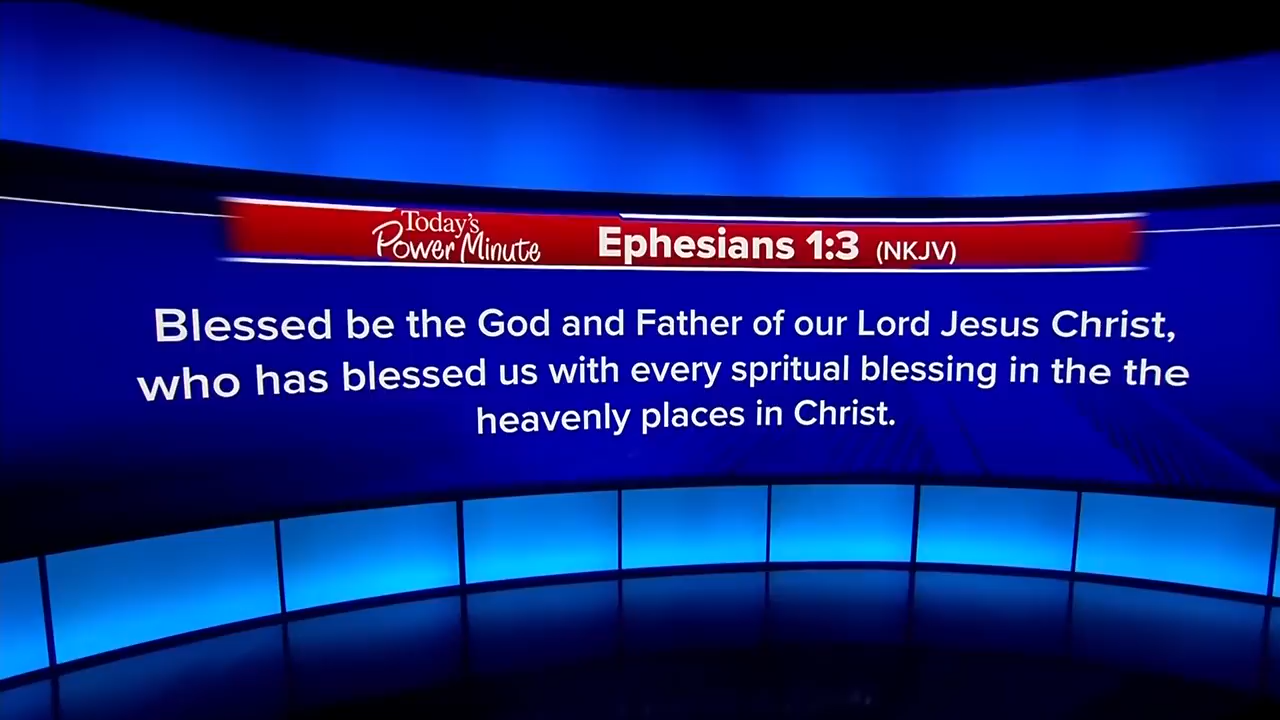 Today's
Power Minute
Ephesians 1:3 (NKJV)
Blessed be the God and Father of our Lord Jesus Christ,
who has blessed us with every spritual blessing in the the
heavenly places in Christ.